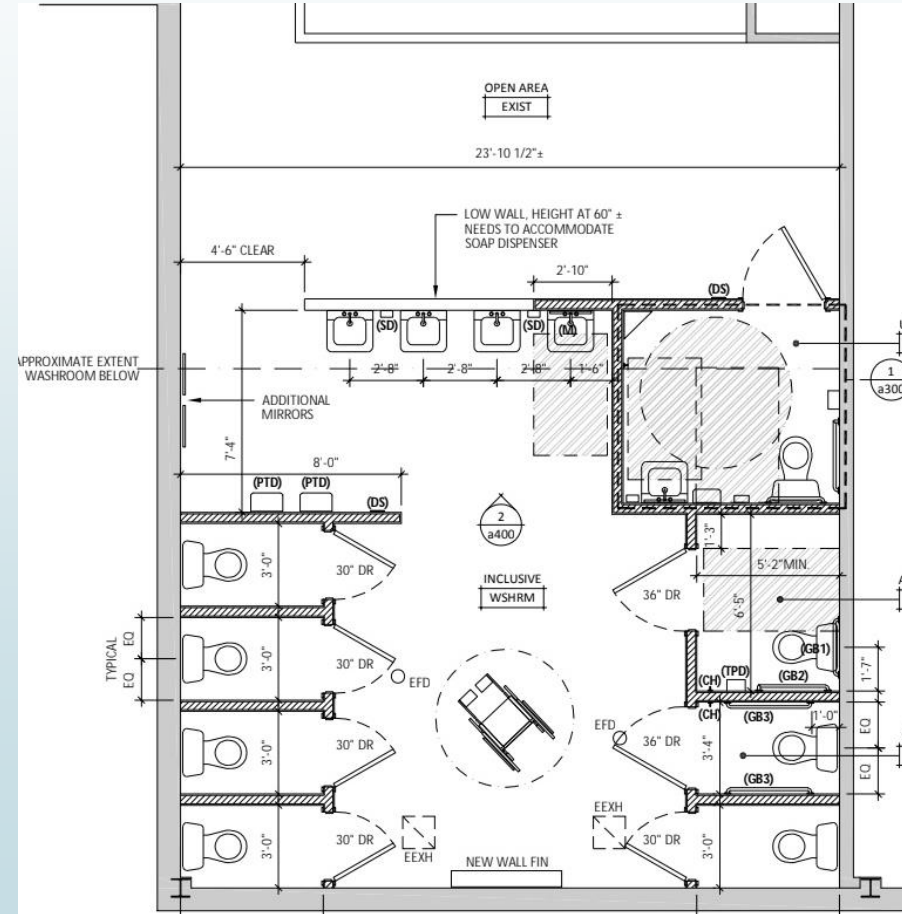 OPEN AREA
EXIST
23'-10 1/2"±
LOW WALL, HEIGHT AT 60" ±
NEEDS TO ACCOMMODATE
SOAP DISPENSER
4'-6" CLEAR
2'-10"
(DS)
(SD)
(SD)
(M)
APPROXIMATE EXTENT
WASHROOM BELOW
2'-8"
2'-8"
2'-8"
1'-6"
1
a300
ADDITIONAL
MIRRORS
7'-4"
8'-0"
(PTD)
(PTD)
(DS)
2
a400
1'-3"
3'-0"
30" DR
INCLUSIVE
WSHRM
36" DR
5'-2"MIN.
6'-5"
TYPICAL
EQ
EQ
3'-0"
30" DR
EFD
(GB1)
(CH)
(TPD)
(GB2)
1'-7"
(CH)
(GB3)
1'-0"
EQ
3'-0"
30" DR
EFD
36" DR
3'-4"
EQ
(GB3)
EEXH
3'-0"
30" DR
EEXH
NEW WALL FIN
30" DR
3'-0"